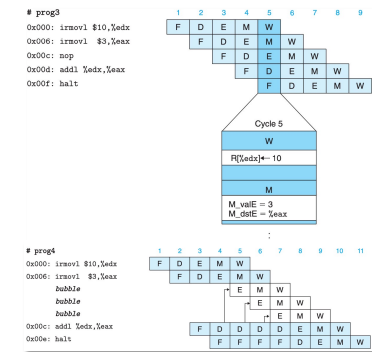 # prog3 1 2 3 4 5 6 7 8 9
0x000: irmovl $10,%edx F D E M W
0x006: irmovl $3,%eax F D E M W
0x00c: nop F D E M W
0x00d: addl %edx,%eax F D E M W
0x00f: halt F D E M W
Cycle 5
W
R[%edx]← 10
M
M_valE = 3
M_dstE = %eax
:
# prog4 1 2 3 4 5 6 7 8 9 10 11
0x000: irmovl $10,%edx F D E M W
0x006: irmovl $3,%eax F D E M W
bubble E M W
bubble E M W
bubble E M W
0x00c: addl %edx,%eax F D D D D E M W
0x00e: halt F F F F D E M W